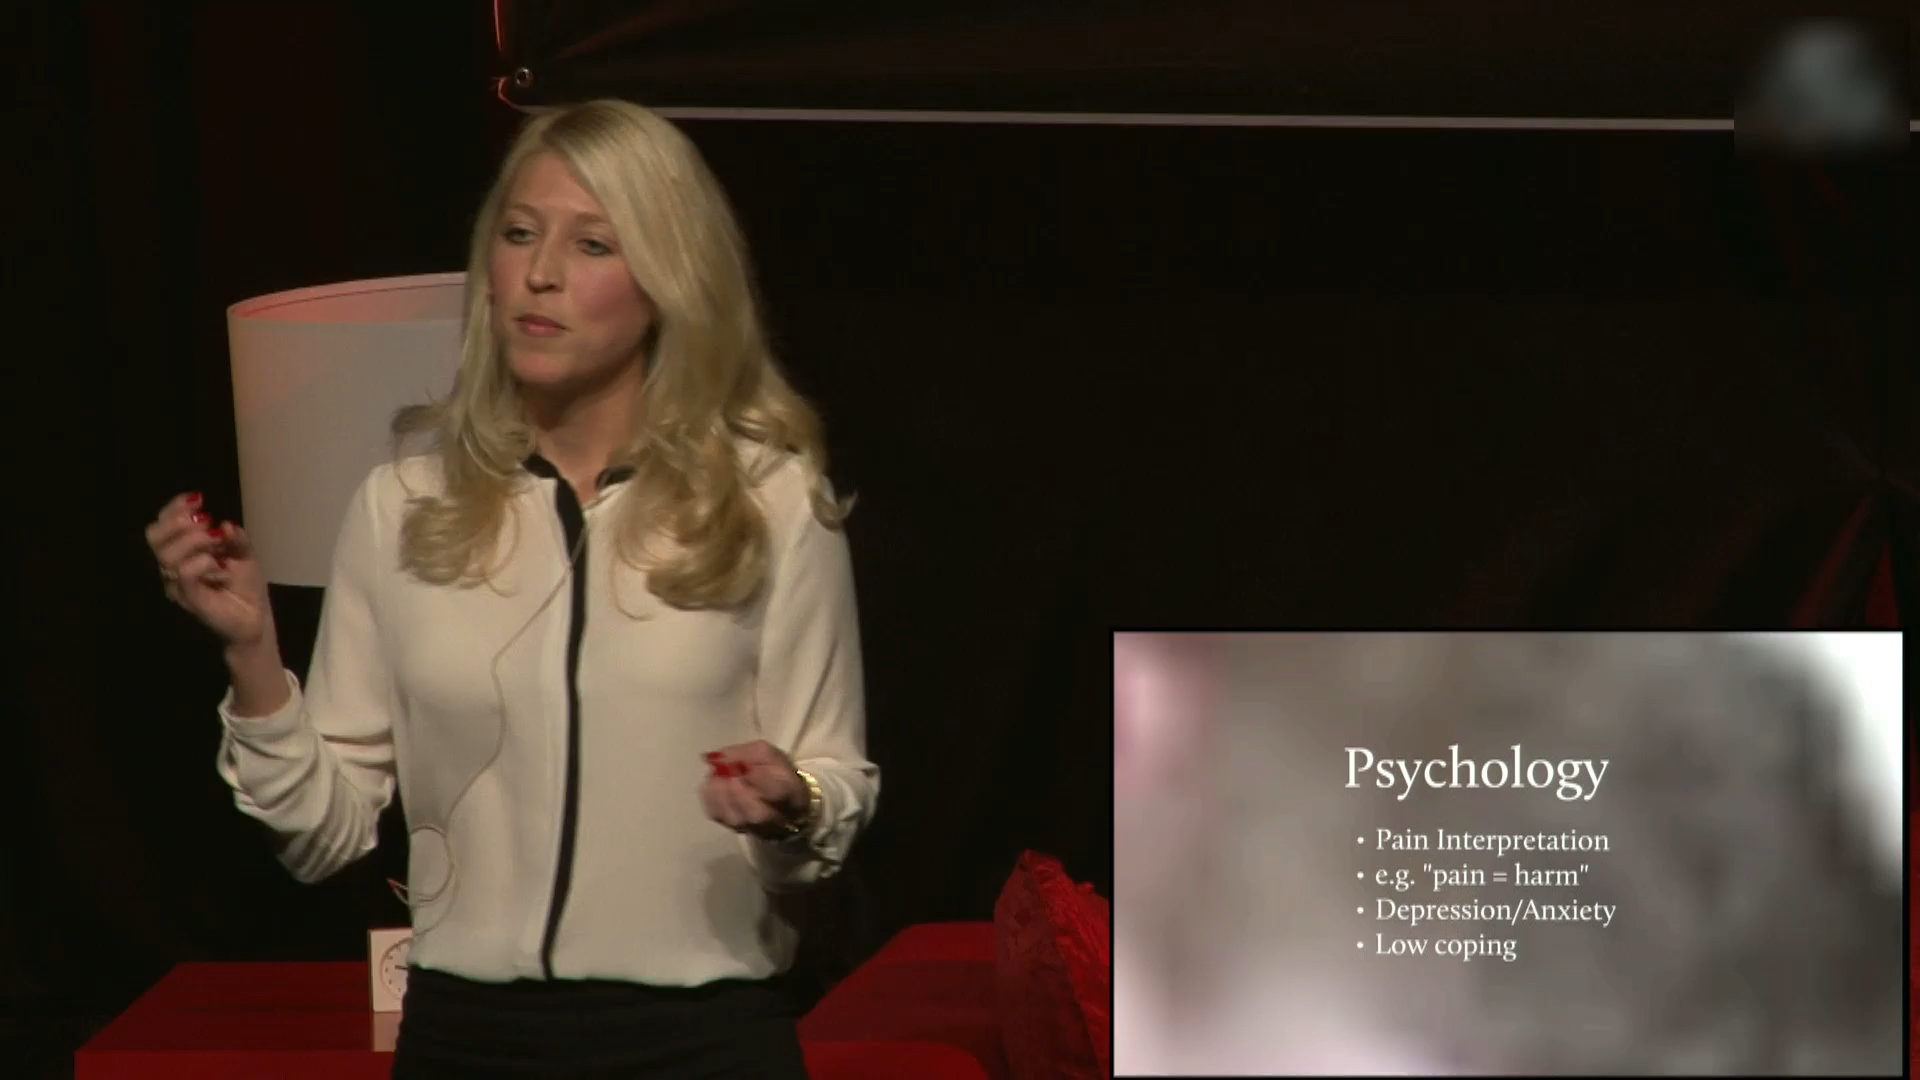 Psychology
• Pain Interpretation
• e.g. "pain = harm"
• Depression/Anxiety
• Low coping